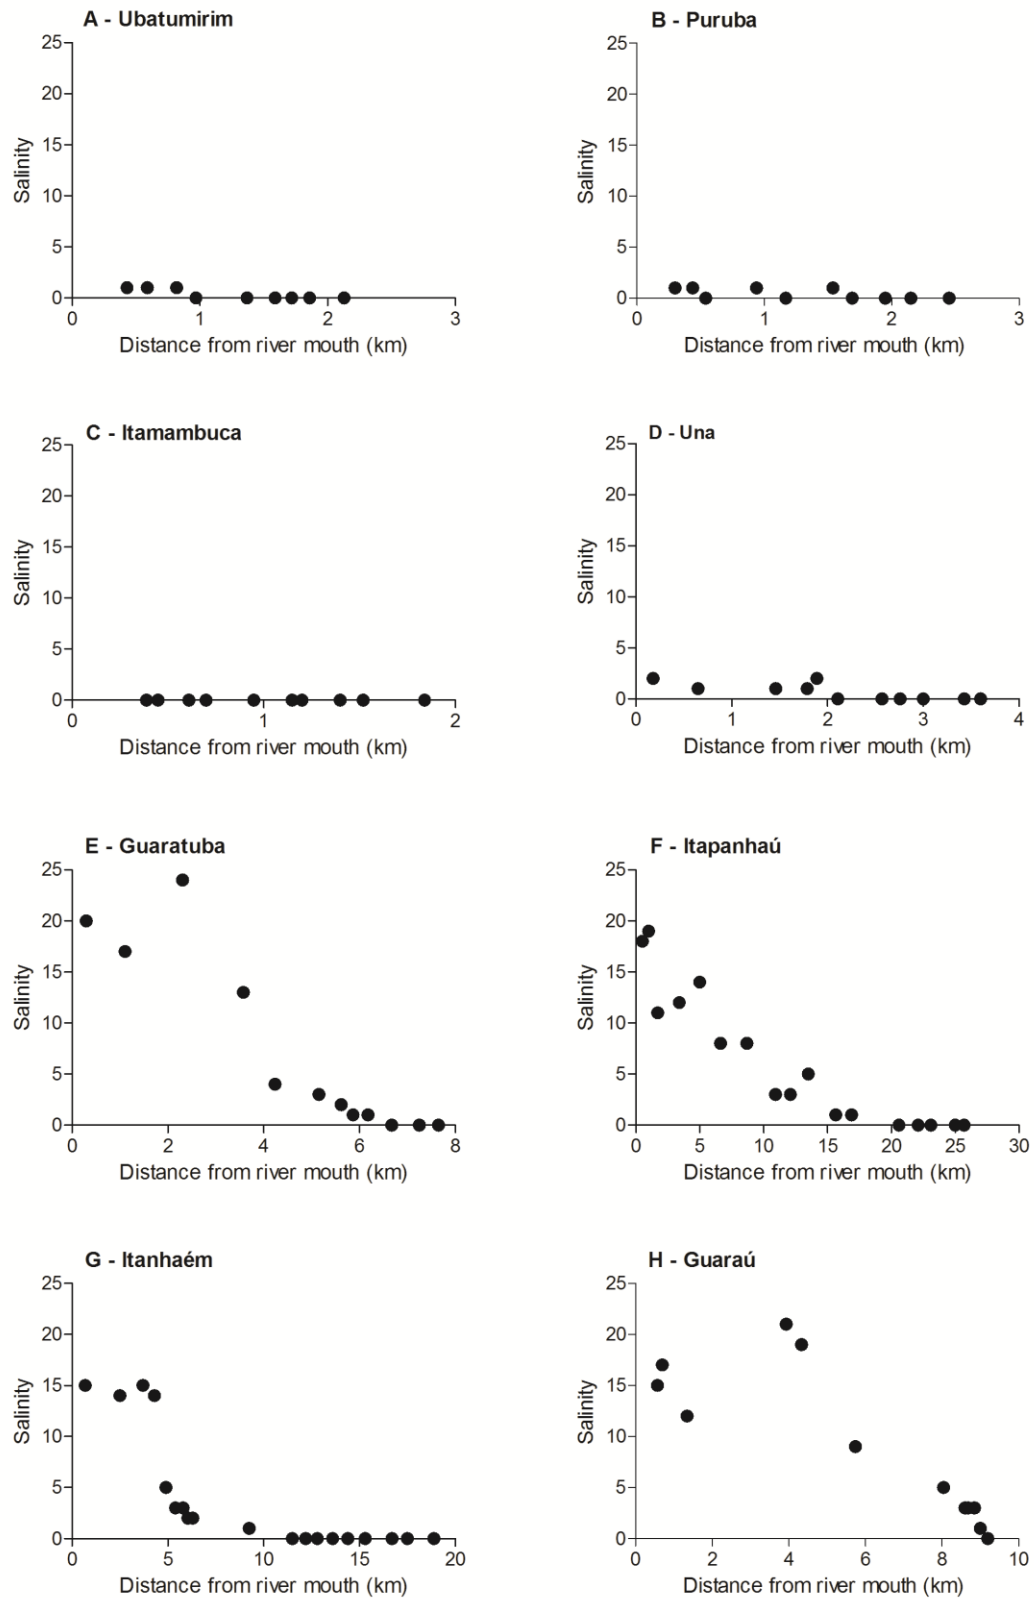 A - Ubatumirim
25
20
15
10
5
0
Salinity
0 1 2 3
Distance from river mouth (km)
B - Puruba
25
20
15
10
5
0
Salinity
0 1 2 3
Distance from river mouth (km)
C - Itamambuca
25
20
15
10
5
0
Salinity
0 1 2
Distance from river mouth (km)
D - Una
25
20
15
10
5
0
Salinity
0 1 2 3 4
Distance from river mouth (km)
E - Guaratuba
25
20
15
10
5
0
Salinity
0 2 4 6 8
Distance from river mouth (km)
F - Itapanhaú
25
20
15
10
5
0
Salinity
0 5 10 15 20 25 30
Distance from river mouth (km)
G - Itanhaém
25
20
15
10
5
0
Salinity
0 5 10 15 20
Distance from river mouth (km)
H - Guaraú
25
20
15
10
5
0
Salinity
0 2 4 6 8 10
Distance from river mouth (km)